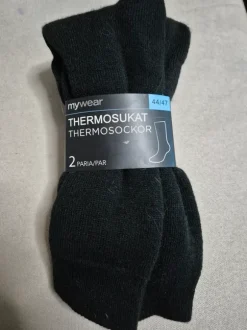 mywear
44/47
THERMOSUKAT
THERMOSOCKOR
2 PARIA/PAR